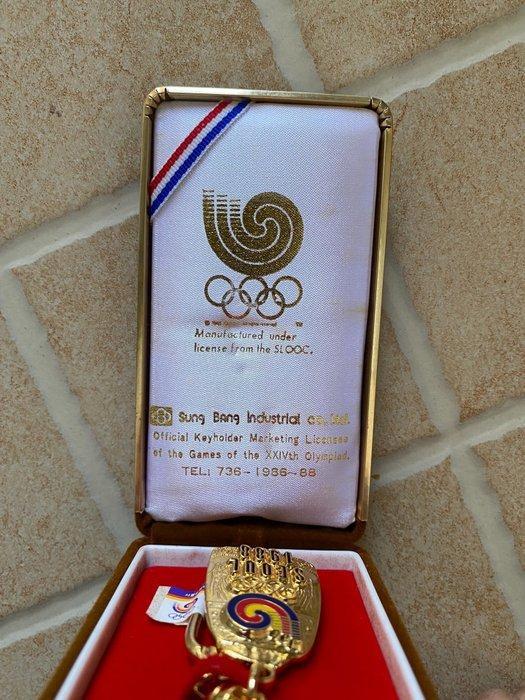 Manufactured under
license from the SLOOC.
Sung Bang Industrial co., Ltd.
Official Keyholder Marketing Licensee
of the Games of the XXIVth Olympiad.
TEL: 736-1986~88
SEOUL
1988